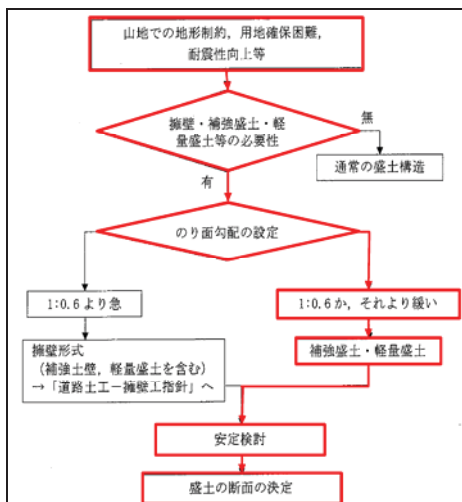 山地での地形制約，用地確保困難，
耐震性向上等
擁壁・補強盛土・軽
量盛土等の必要性
無
通常の盛土構造
有
のり面勾配の設定
1:0.6より急
1:0.6か，それより緩い
擁壁形式
（補強土壁，軽量盛土を含む）
→「道路土工－擁壁工指針」へ
補強盛土・軽量盛土
安定検討
盛土の断面の決定